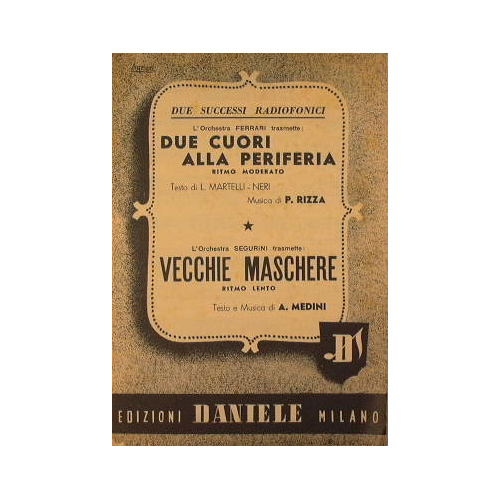 DUE SUCCESSI RADIOFONICI
L'Orchestra FERRARI trasmette:
DUE CUORI
ALLA PERIFERIA
RITMO MODERATO
Testo di L. MARTELLI - NERI
Musica di P. RIZZA
L'Orchestra SEGURINI trasmette:
VECCHIE MASCHERE
RITMO LENTO
Testo e Musica di A. MEDINI
EDIZIONI DANIELE MILANO